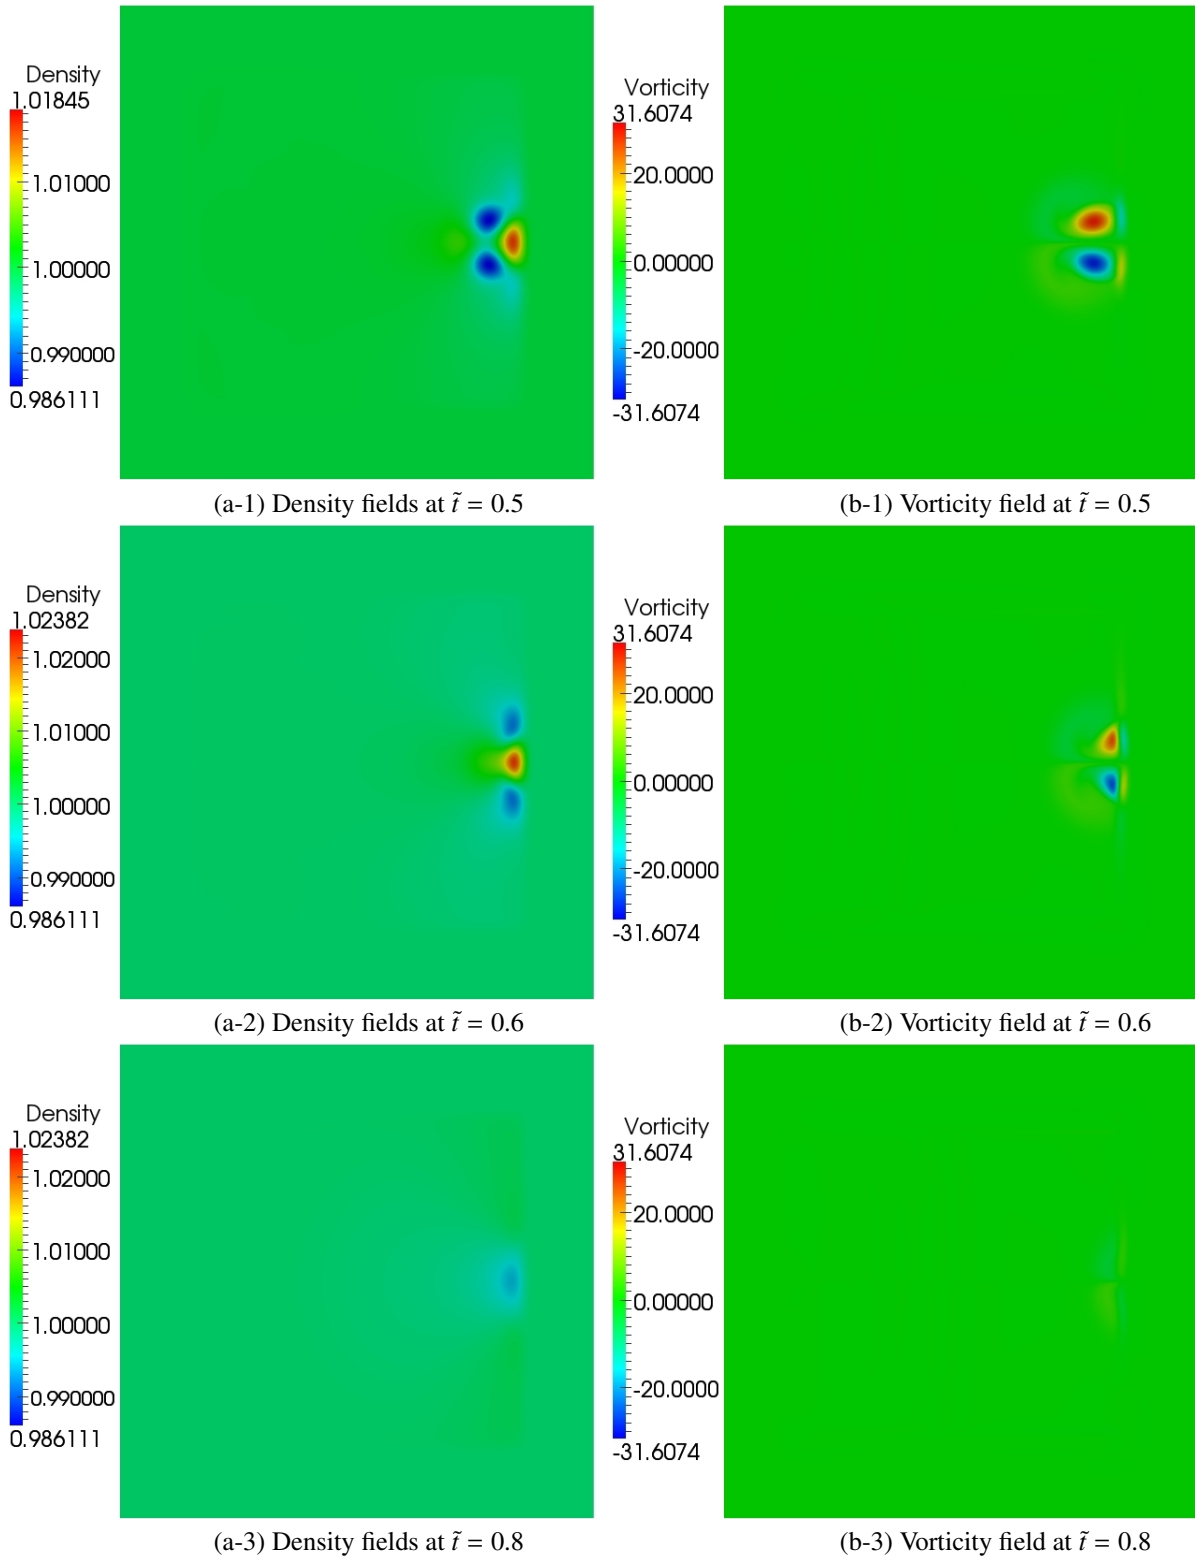 Density
1.01845
1.01000
1.00000
0.990000
0.986111
Vorticity
31.6074
20.0000
0.00000
-20.0000
-31.6074
(a-1) Density fields at t̃ = 0.5
(b-1) Vorticity field at t̃ = 0.5
Density
1.02382
1.02000
1.01000
1.00000
0.990000
0.986111
Vorticity
31.6074
20.0000
0.00000
-20.0000
-31.6074
(a-2) Density fields at t̃ = 0.6
(b-2) Vorticity field at t̃ = 0.6
Density
1.02382
1.02000
1.01000
1.00000
0.990000
0.986111
Vorticity
31.6074
20.0000
0.00000
-20.0000
-31.6074
(a-3) Density fields at t̃ = 0.8
(b-3) Vorticity field at t̃ = 0.8